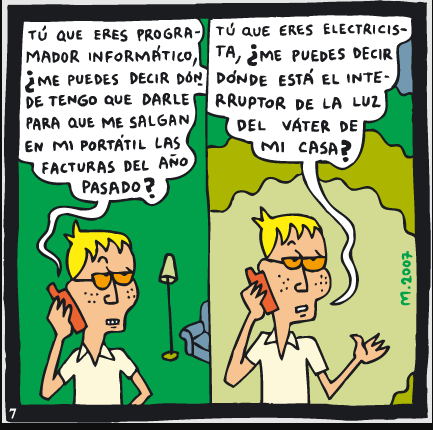 TÚ QUE ERES PROGRA-
MADOR INFORMÁTICO,
¿ME PUEDES DECIR DÓN
DE TENGO QUE DARLE
PARA QUE ME SALGAN
EN MI PORTÁTIL LAS
FACTURAS DEL AÑO
PASADO?
TÚ QUE ERES ELECTRICIS-
TA, ¿ME PUEDES DECIR
DÓNDE ESTÁ EL INTE-
RRUPTOR DE LA LUZ
DEL VÁTER DE
MI CASA?
M. 2007
7